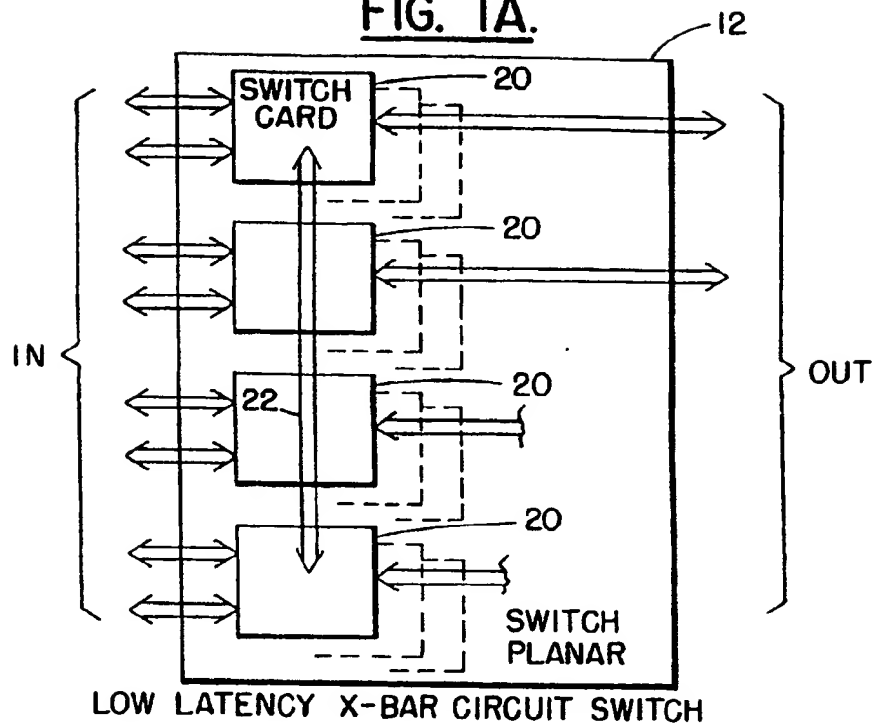 FIG. 1A.
12
SWITCH
CARD
20
20
IN
22
20
OUT
20
SWITCH
PLANAR
LOW LATENCY X-BAR CIRCUIT SWITCH